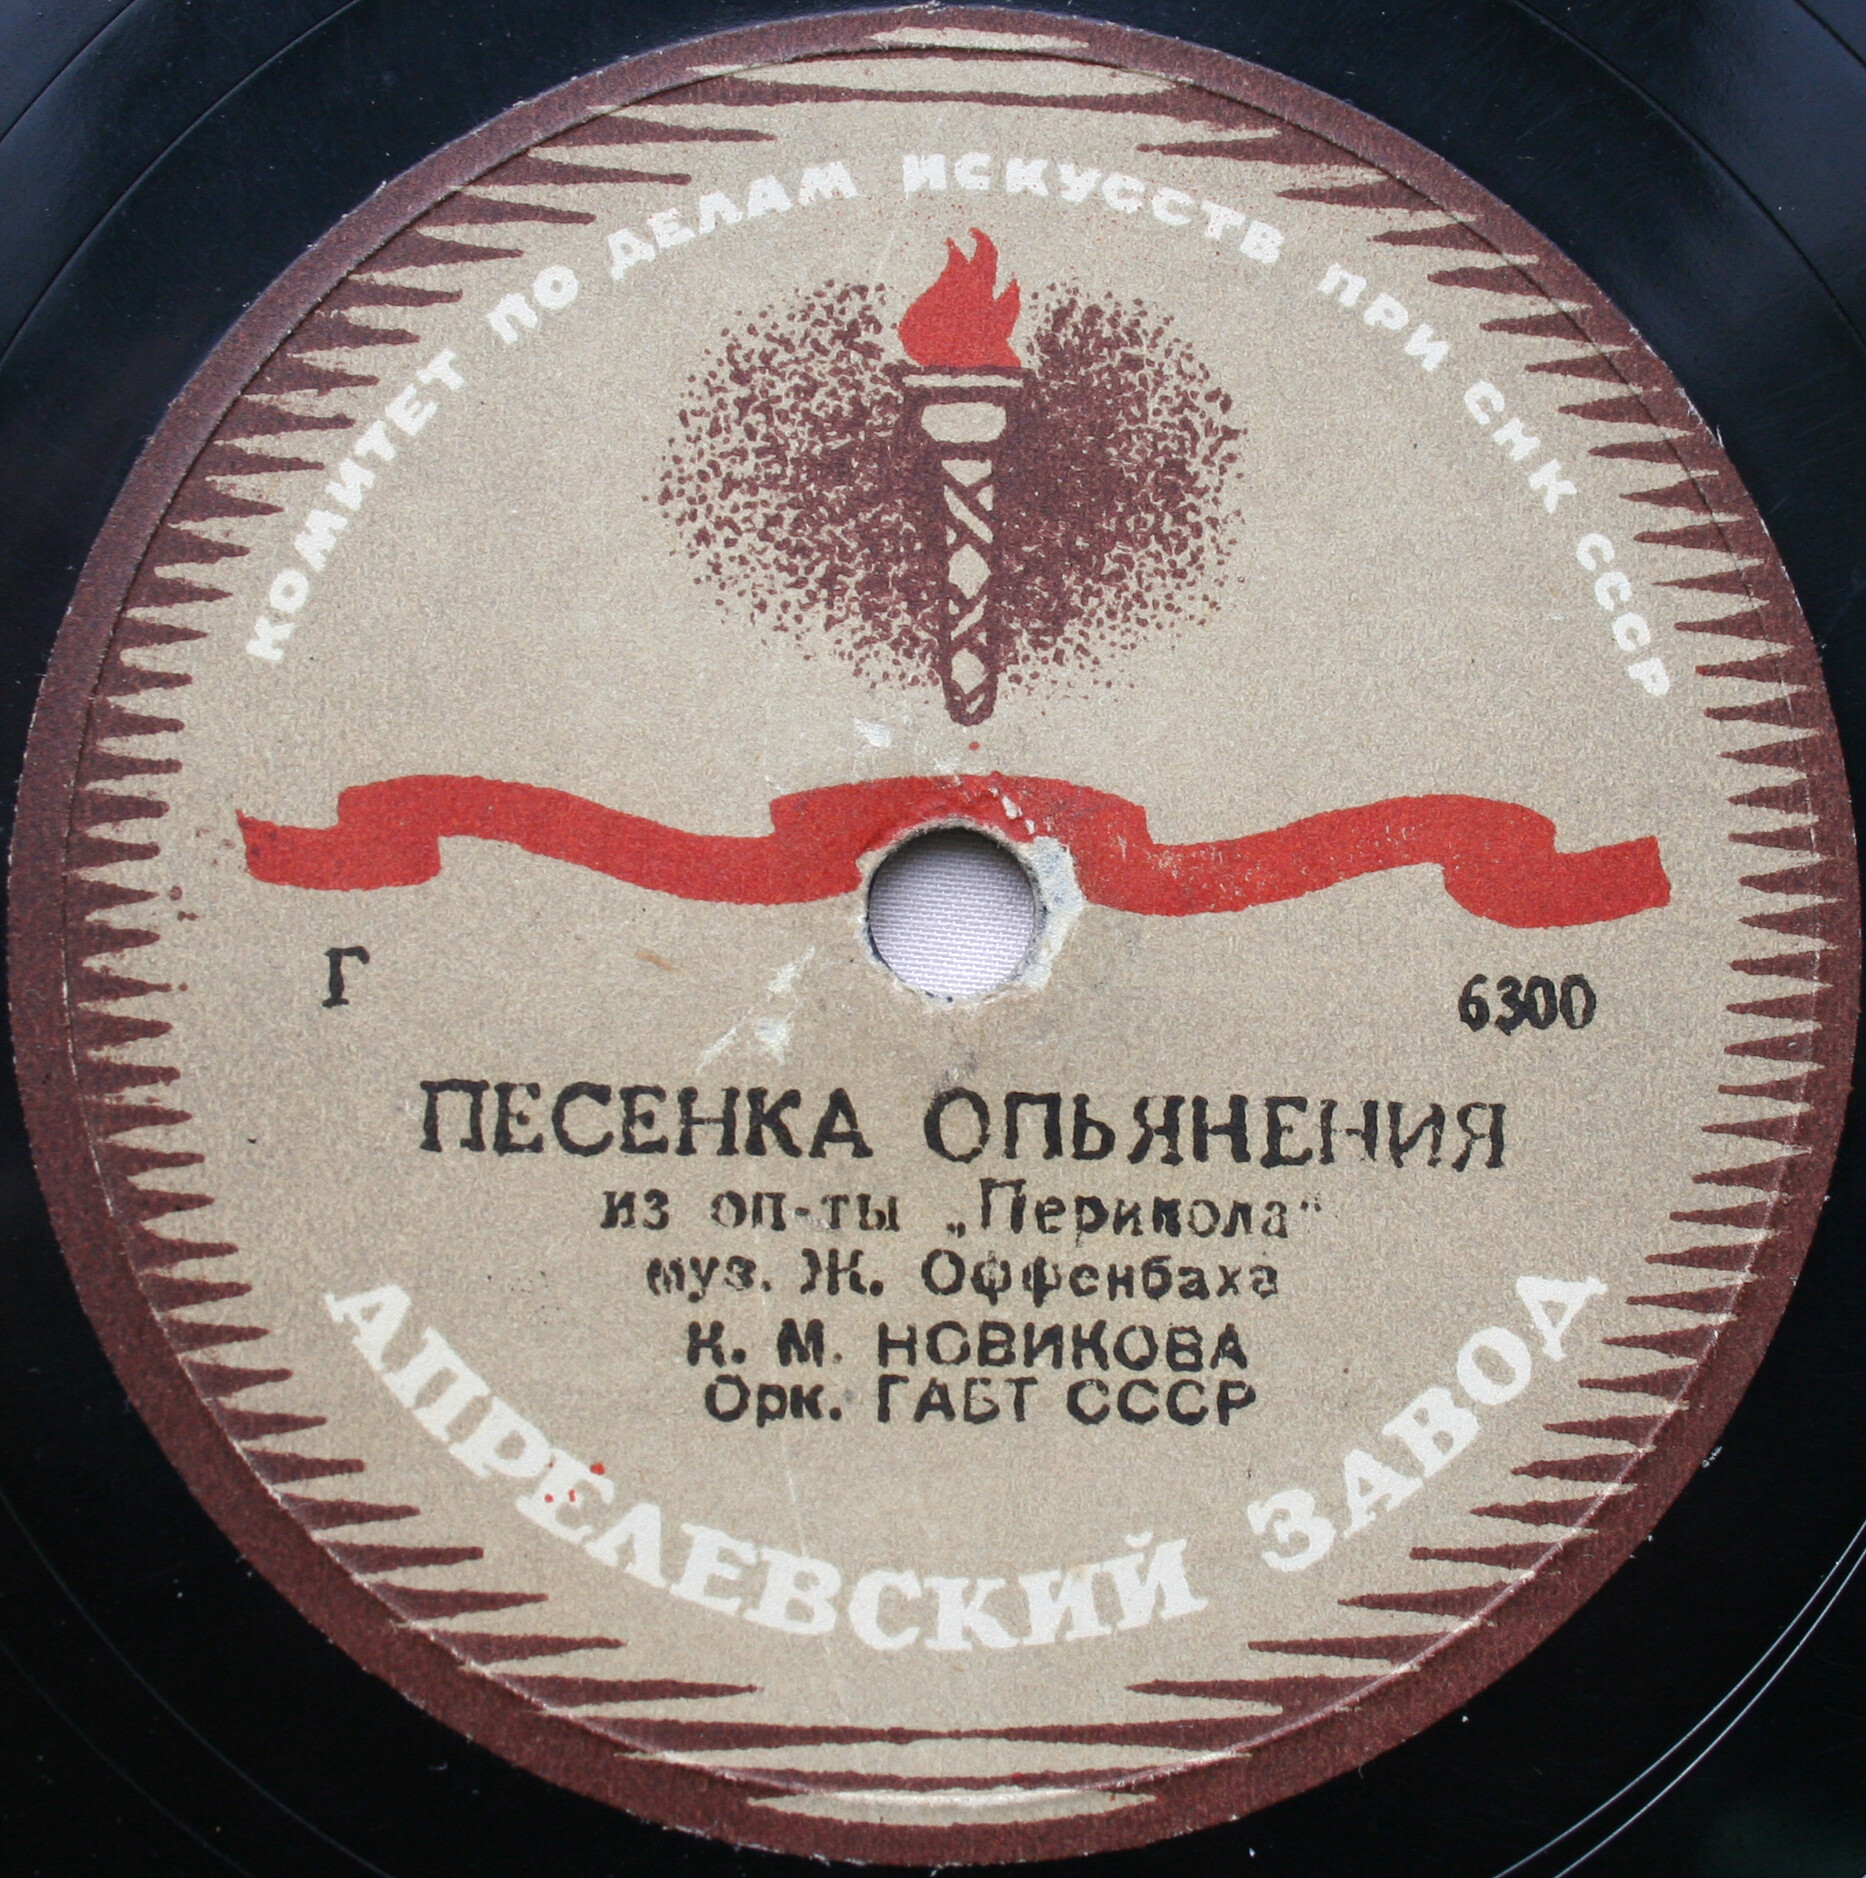 КОМИТЕТ ПО ДЕЛАМ ИСКУССТВ ПРИ СНК СССР
Г
6300
ПЕСЕНКА ОПЬЯНЕНИЯ
из оп-ты „Перикола“
муз. Ж. Оффенбаха
К. М. НОВИКОВА
Орк. ГАБТ СССР
АПРЕЛЕВСКИЙ ЗАВОД